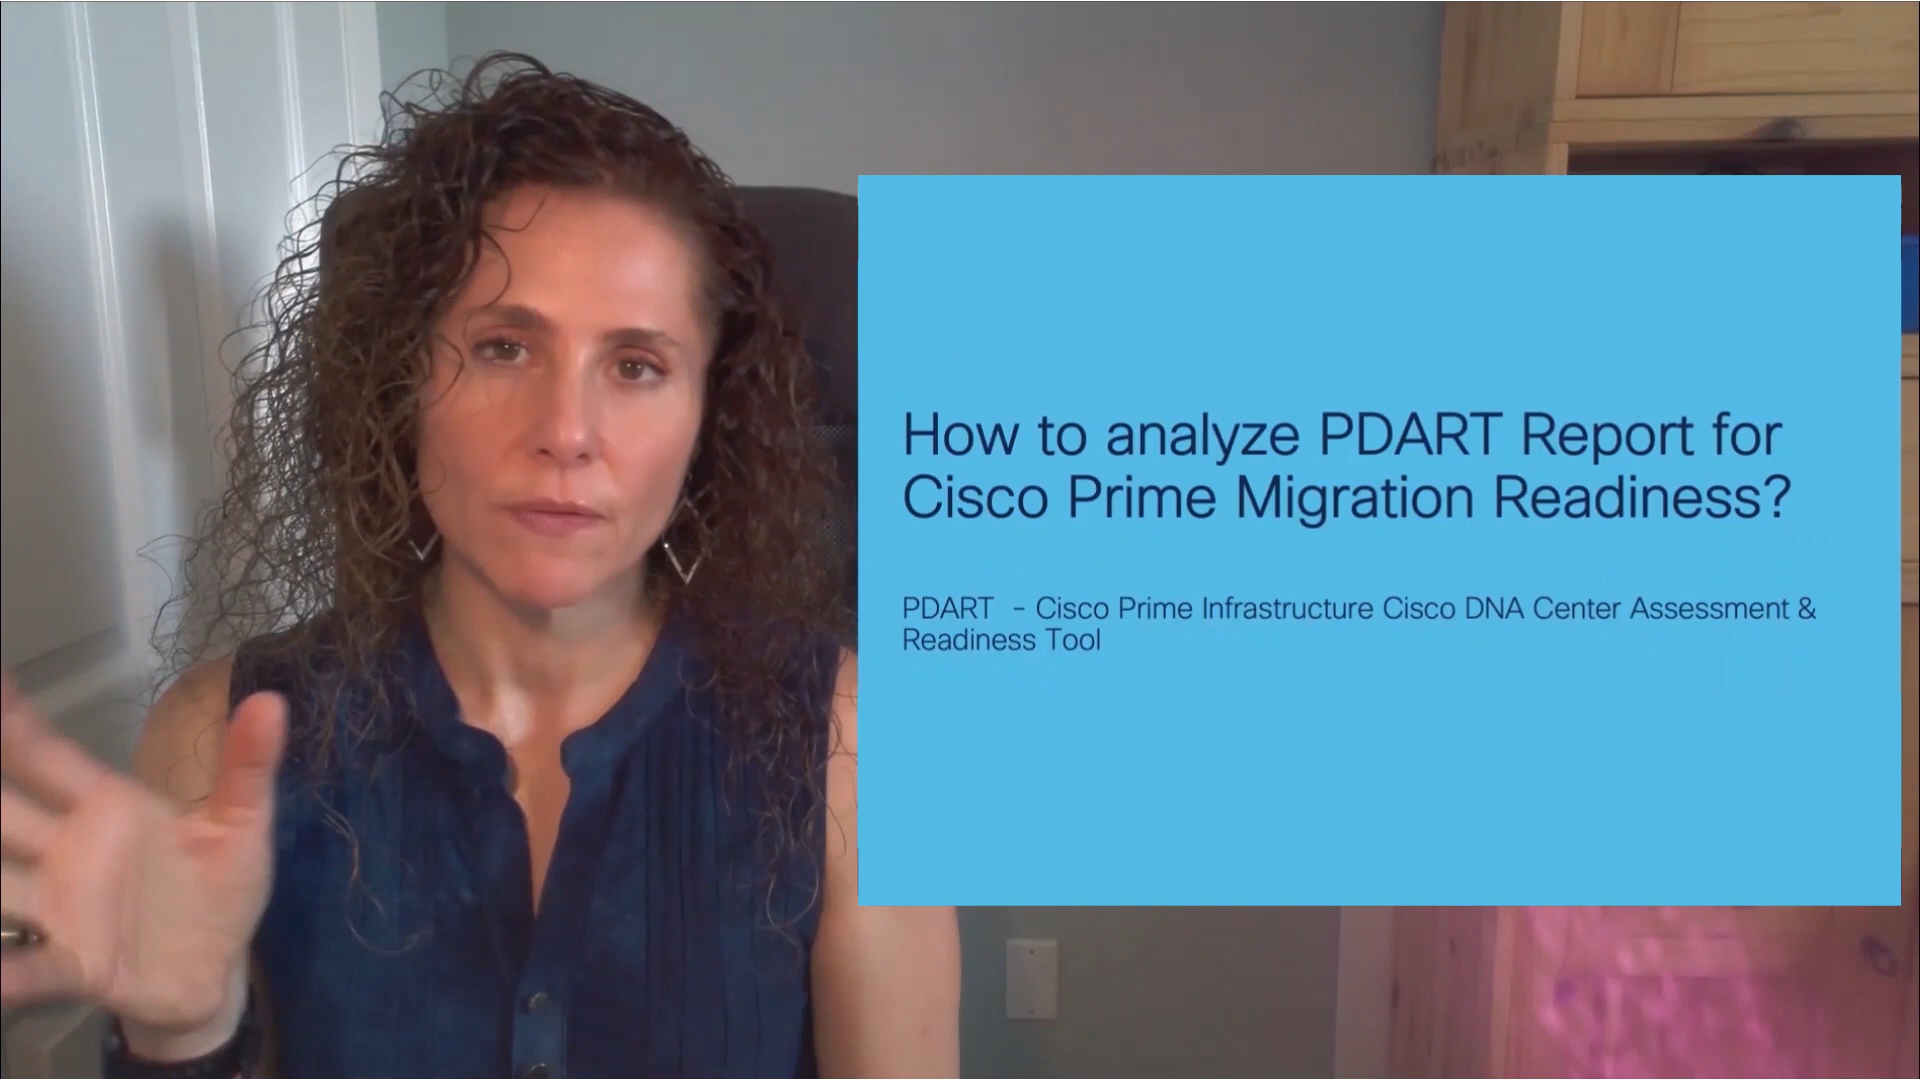 How to analyze PDART Report for
Cisco Prime Migration Readiness?
PDART - Cisco Prime Infrastructure Cisco DNA Center Assessment &
Readiness Tool